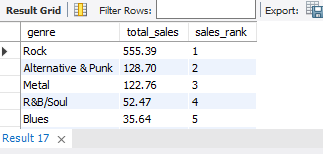 Result Grid Filter Rows: Export:
genre total_sales sales_rank
Rock 555.39 1
Alternative & Punk 128.70 2
Metal 122.76 3
R&B/Soul 52.47 4
Blues 35.64 5
Result 17 ×